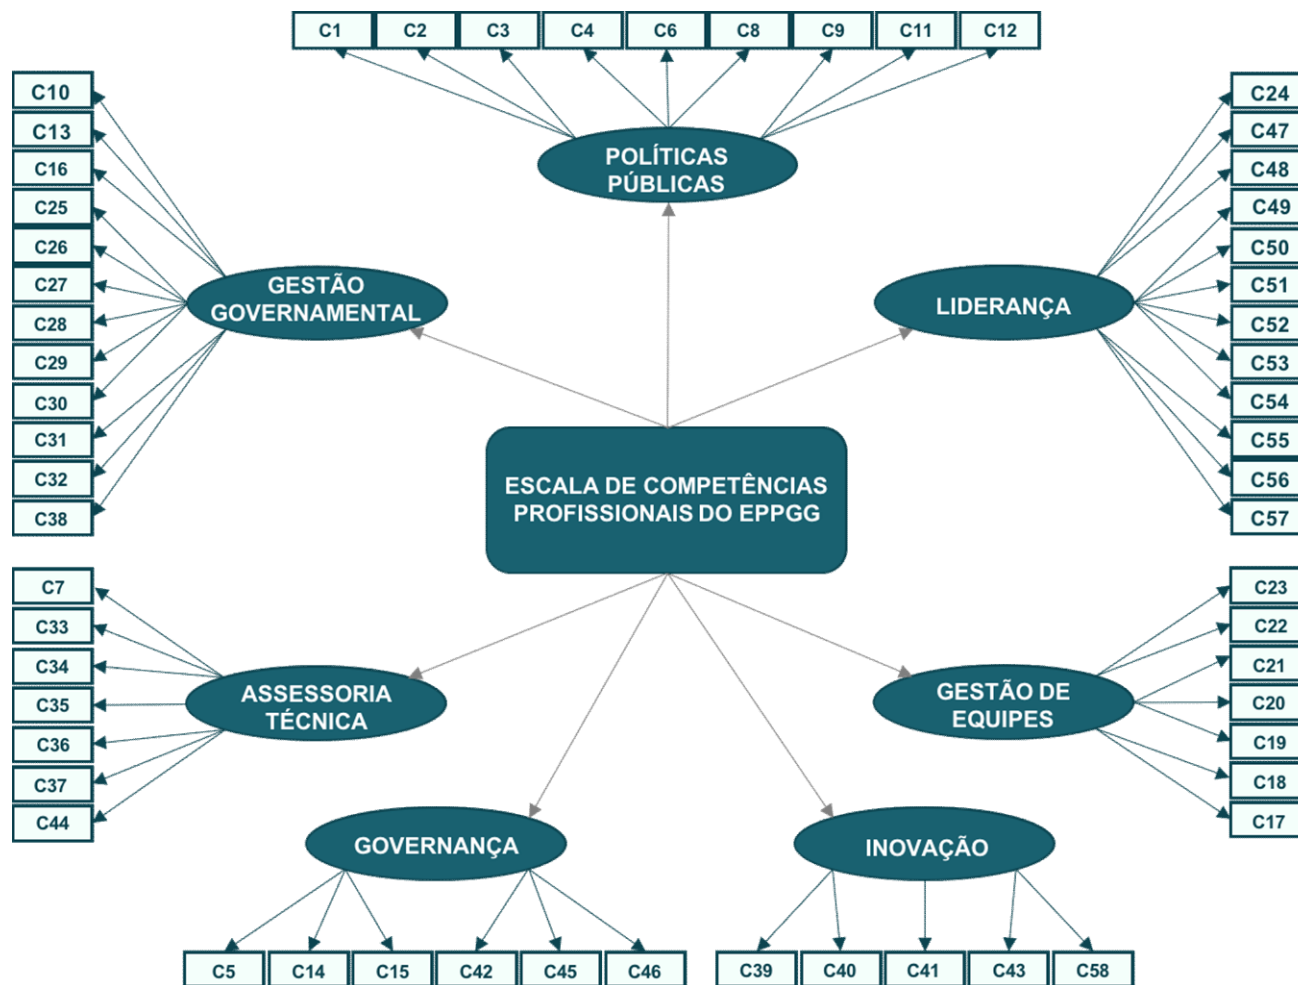 C1
C2
C3
C4
C6
C8
C9
C11
C12
POLÍTICAS
PÚBLICAS
C10
C13
C16
C25
C26
C27
C28
C29
C30
C31
C32
C38
GESTÃO
GOVERNAMENTAL
LIDERANÇA
C24
C47
C48
C49
C50
C51
C52
C53
C54
C55
C56
C57
ESCALA DE COMPETÊNCIAS
PROFISSIONAIS DO EPPGG
C7
C33
C34
C35
C36
C37
C44
ASSESSORIA
TÉCNICA
GESTÃO DE
EQUIPES
C23
C22
C21
C20
C19
C18
C17
GOVERNANÇA
C5
C14
C15
C42
C45
C46
INOVAÇÃO
C39
C40
C41
C43
C58